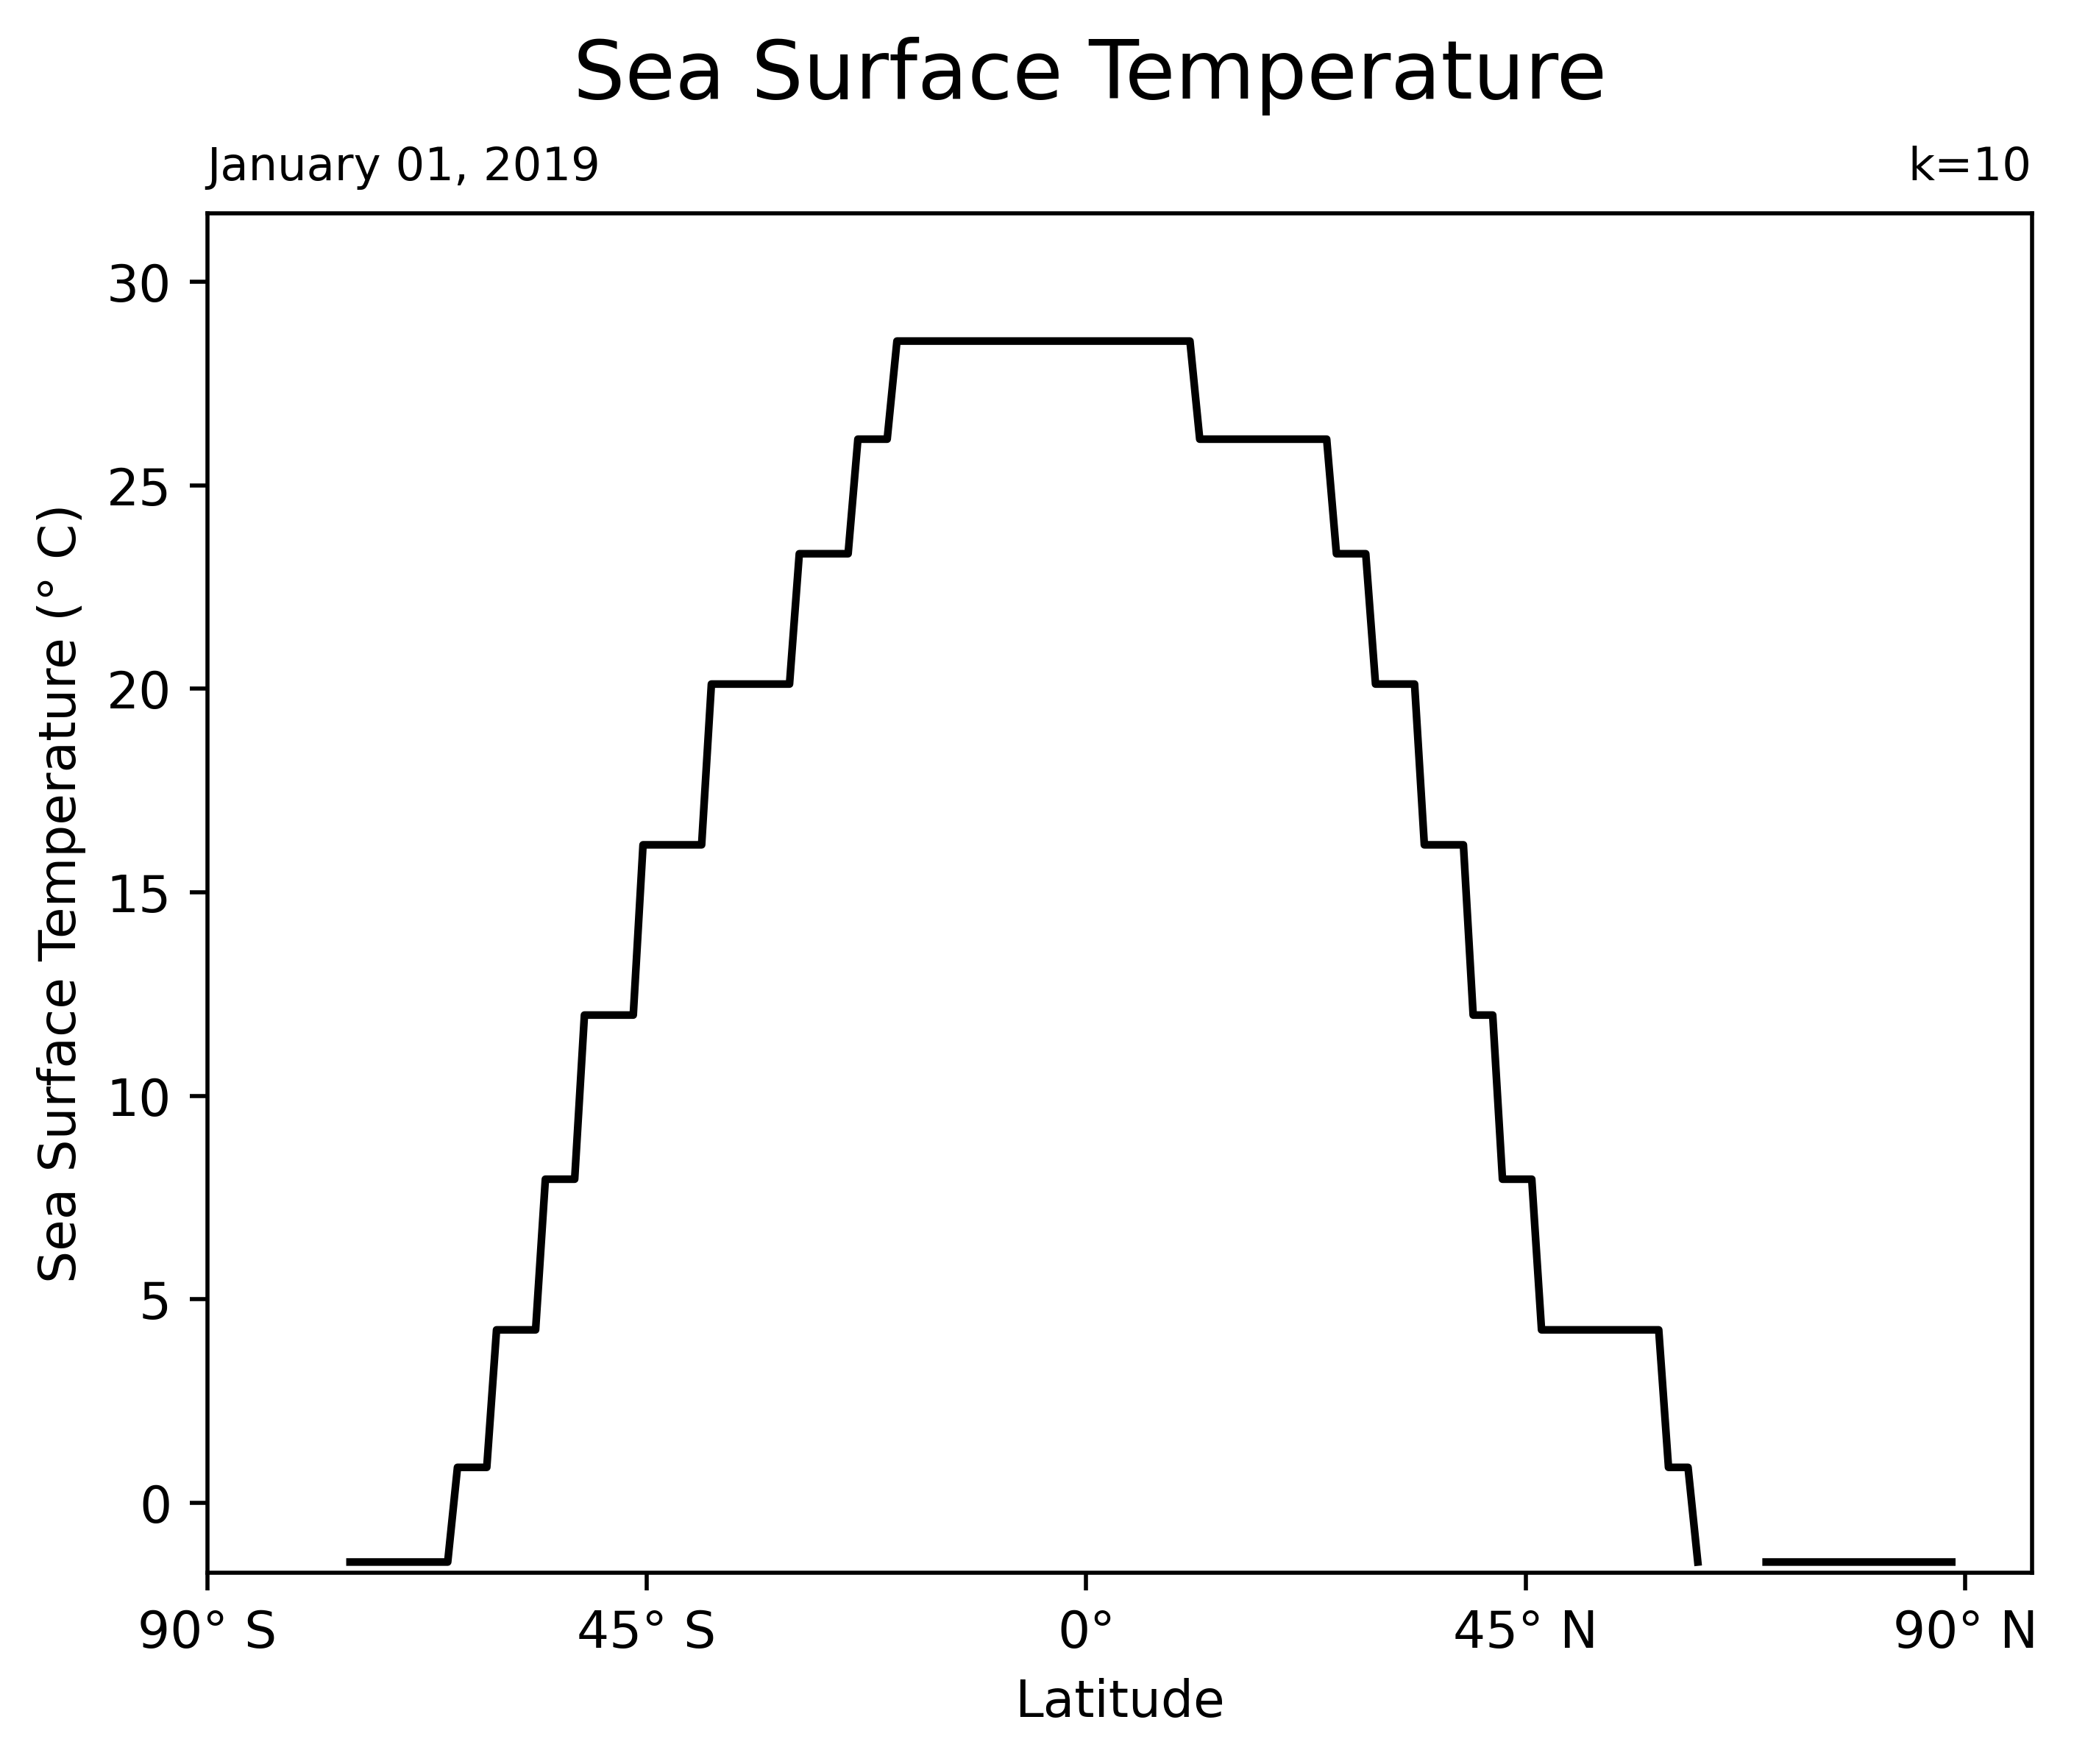 Sea Surface Temperature
January 01, 2019
k=10
30
25
20
15
10
5
0
Sea Surface Temperature (° C)
90° S
45° S
0°
45° N
90° N
Latitude